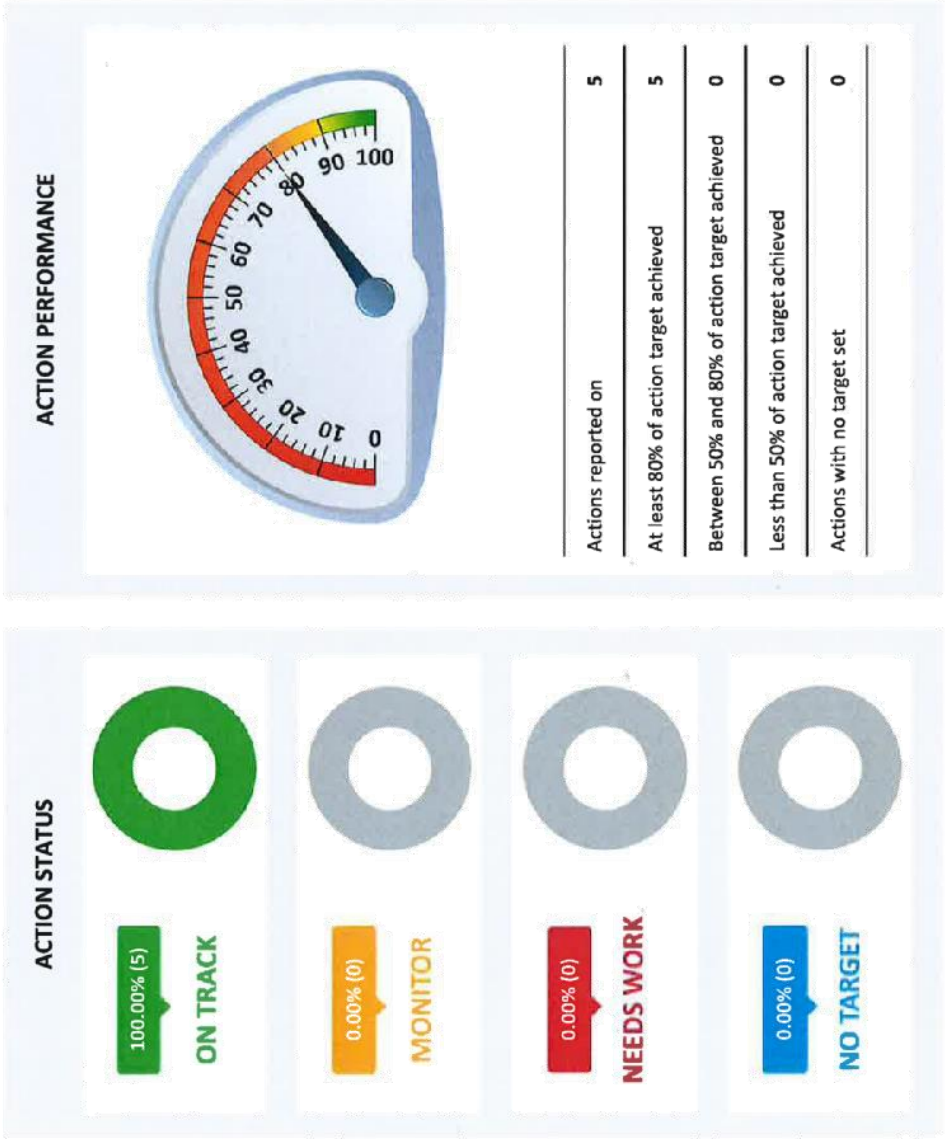 ACTION STATUS
100.00% (5)
ON TRACK
0.00% (0)
MONITOR
0.00% (0)
NEEDS WORK
0.00% (0)
NO TARGET
ACTION PERFORMANCE
0
10
20
30
40
50
60
70
80
90
100
Actions reported on 5
At least 80% of action target achieved 5
Between 50% and 80% of action target achieved 0
Less than 50% of action target achieved 0
Actions with no target set 0